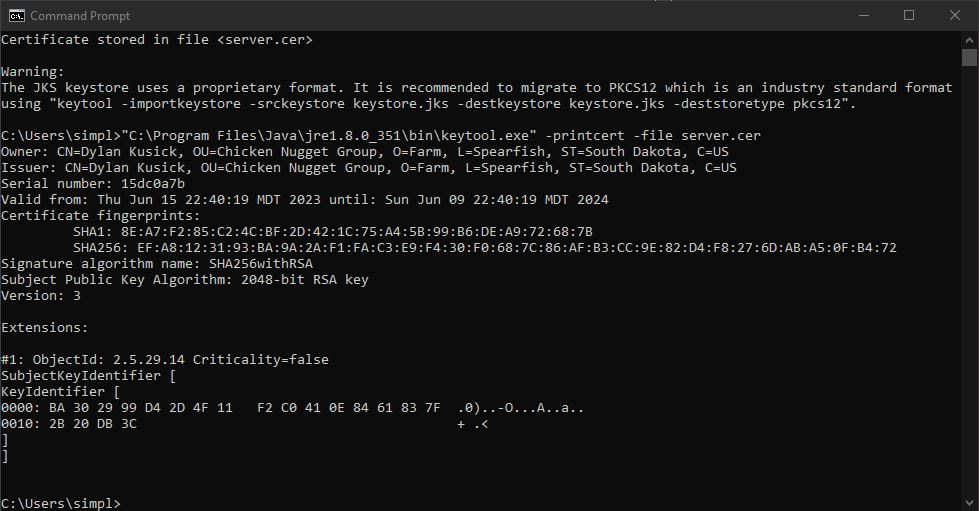 Command Prompt
Certificate stored in file <server.cer>
Warning:
The JKS keystore uses a proprietary format. It is recommended to migrate to PKCS12 which is an industry standard format
using "keytool -importkeystore -srckeystore keystore.jks -destkeystore keystore.jks -deststoretype pkcs12".
C:\Users\simpl>"C:\Program Files\Java\jre1.8.0_351\bin\keytool.exe" -printcert -file server.cer
Owner: CN=Dylan Kusick, OU=Chicken Nugget Group, O=Farm, L=Spearfish, ST=South Dakota, C=US
Issuer: CN=Dylan Kusick, OU=Chicken Nugget Group, O=Farm, L=Spearfish, ST=South Dakota, C=US
Serial number: 15dc0a7b
Valid from: Thu Jun 15 22:40:19 MDT 2023 until: Sun Jun 09 22:40:19 MDT 2024
Certificate fingerprints:
SHA1: 8E:A7:F2:85:C2:4C:BF:2D:42:1C:75:A4:5B:99:B6:DE:A9:72:68:7B
SHA256: EF:A8:12:31:93:BA:9A:2A:F1:FA:C3:E9:F4:30:F0:68:7C:86:AF:B3:CC:9E:82:D4:F8:27:6D:AB:A5:0F:B4:72
Signature algorithm name: SHA256withRSA
Subject Public Key Algorithm: 2048-bit RSA key
Version: 3
Extensions:
#1: ObjectId: 2.5.29.14 Criticality=false
SubjectKeyIdentifier [
KeyIdentifier [
0000: BA 30 29 99 D4 2D 4F 11   F2 C0 41 0E 84 61 83 7F  .0)..-O...A..a..
0010: 2B 20 DB 3C                                        + .<
]
]
C:\Users\simpl>